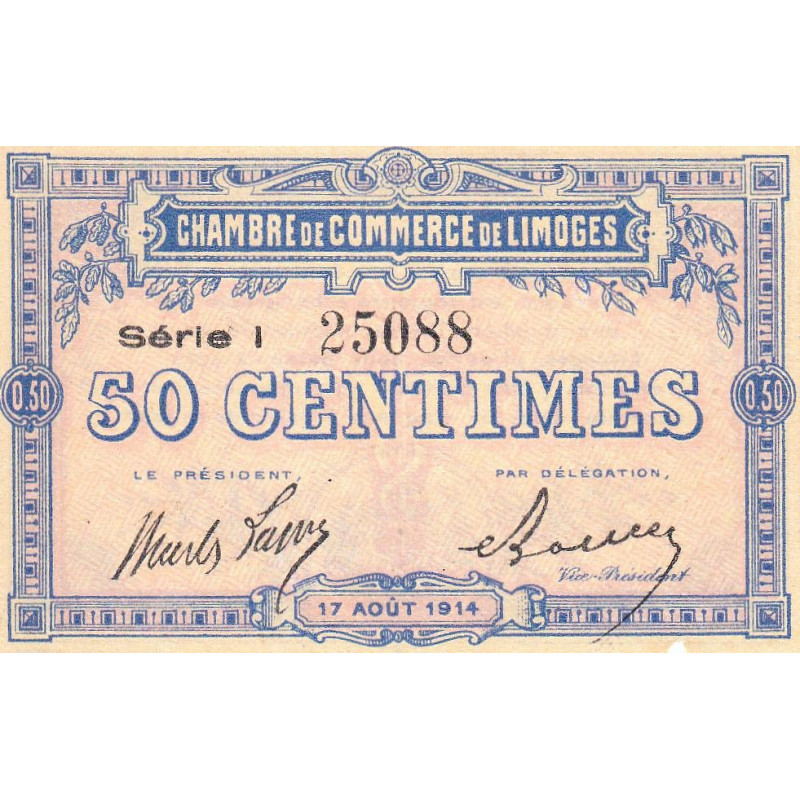 CHAMBRE DE COMMERCE DE LIMOGES
Série I 25088
0.50 50 CENTIMES 0.50
LE PRÉSIDENT, PAR DÉLÉGATION,
Vice-Président
17 AOÛT 1914